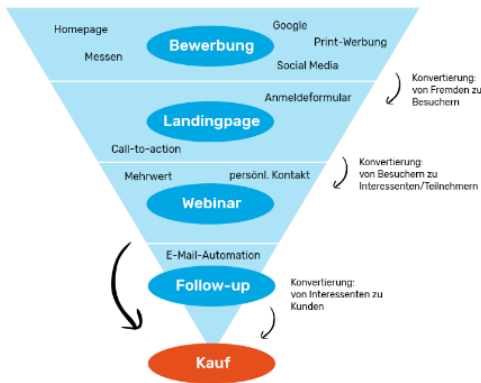 Homepage
Google
Bewerbung
Print-Werbung
Messen
Social Media
Konvertierung:
von Fremden zu
Besuchern
Anmeldeformular
Landingpage
Call-to-action
Konvertierung:
von Besuchern zu
Interessenten/Teilnehmern
Mehrwert
persönl. Kontakt
Webinar
E-Mail-Automation
Follow-up
Konvertierung:
von Interessenten zu
Kunden
Kauf